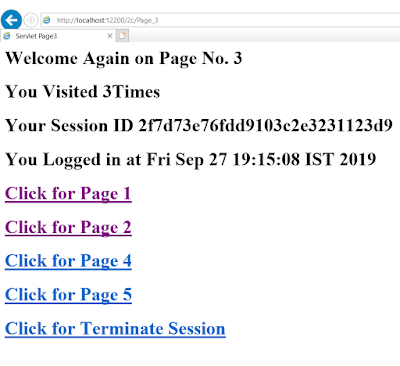 http://localhost:12200/2c/Page_3
Servlet Page3
Welcome Again on Page No. 3
You Visited 3Times
Your Session ID 2f7d73e76fdd9103c2e3231123d9
You Logged in at Fri Sep 27 19:15:08 IST 2019
Click for Page 1
Click for Page 2
Click for Page 4
Click for Page 5
Click for Terminate Session